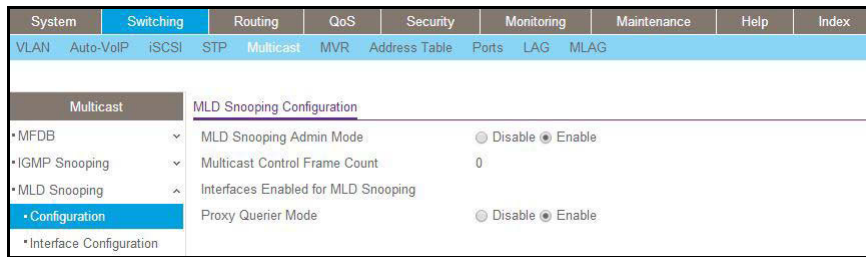 System Switching Routing QoS Security Monitoring Maintenance Help Index
VLAN Auto-VoIP iSCSI STP Multicast MVR Address Table Ports LAG MLAG
Multicast
MFDB
IGMP Snooping
MLD Snooping
Configuration
Interface Configuration
MLD Snooping Configuration
MLD Snooping Admin Mode Disable Enable
Multicast Control Frame Count 0
Interfaces Enabled for MLD Snooping
Proxy Querier Mode Disable Enable